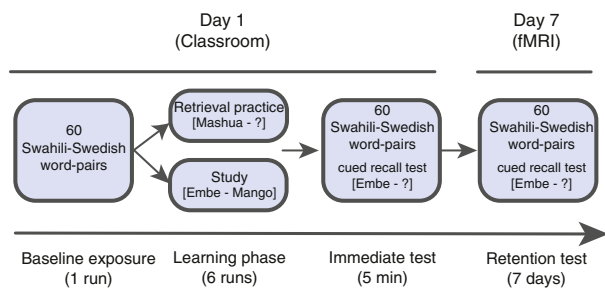 Day 1
(Classroom)
Day 7
(fMRI)
60
Swahili-Swedish
word-pairs
Retrieval practice
[Mashua - ?]
Study
[Embe - Mango]
60
Swahili-Swedish
word-pairs
cued recall test
[Embe - ?]
60
Swahili-Swedish
word-pairs
cued recall test
[Embe - ?]
Baseline exposure
(1 run)
Learning phase
(6 runs)
Immediate test
(5 min)
Retention test
(7 days)